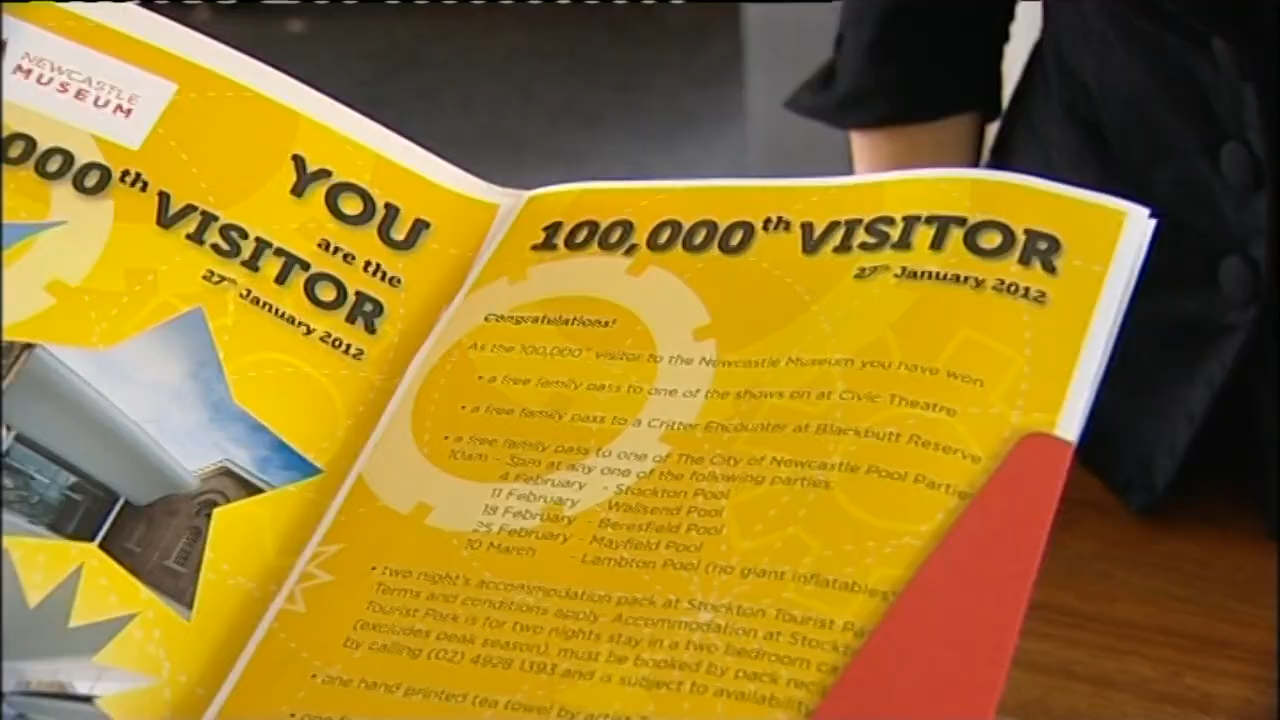 NEWCASTLE
MUSEUM
YOU
are the
000th VISITOR
27th January 2012
100,000th VISITOR
27th January 2012
Congratulations!
As the 100,000th visitor to the Newcastle Museum you have won
• a free family pass to one of the shows on at Civic Theatre
• a free family pass to a Critter Encounter at Blackbutt Reserve
• a free family pass to one of The City of Newcastle Pool Parties
10am - 3pm at any one of the following parties:
4 February - Stockton Pool
11 February - Wallsend Pool
18 February - Beresfield Pool
25 February - Mayfield Pool
10 March - Lambton Pool (no giant inflatables
• two night's accommodation pack at Stockton Tourist Pa
Terms and conditions apply: Accommodation at Stockt
Tourist Park is for two nights stay in a two bedroom ca
(excludes peak season), must be booked by pack reci
by calling (02) 4928 1393 and is subject to availability
• one hand printed tea towel by artist